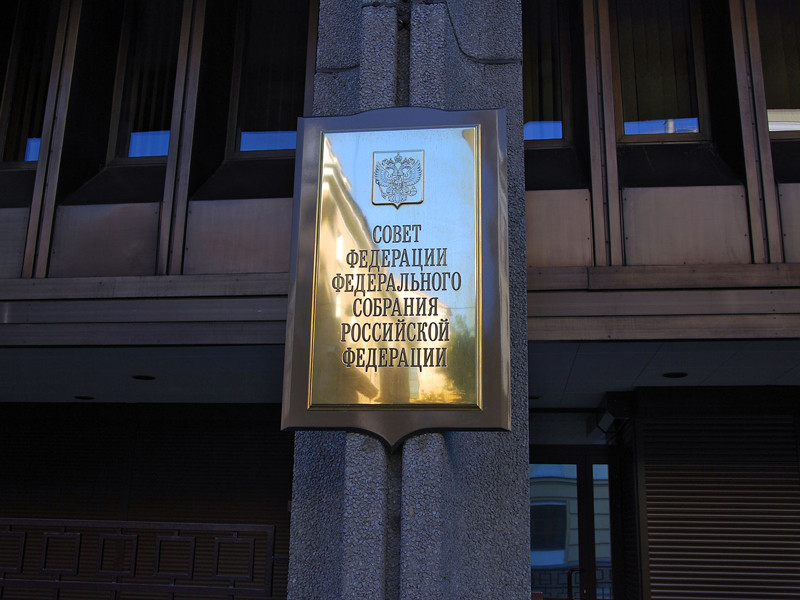 СОВЕТ
ФЕДЕРАЦИИ
ФЕДЕРАЛЬНОГО
СОБРАНИЯ
РОССИЙСКОЙ
ФЕДЕРАЦИИ